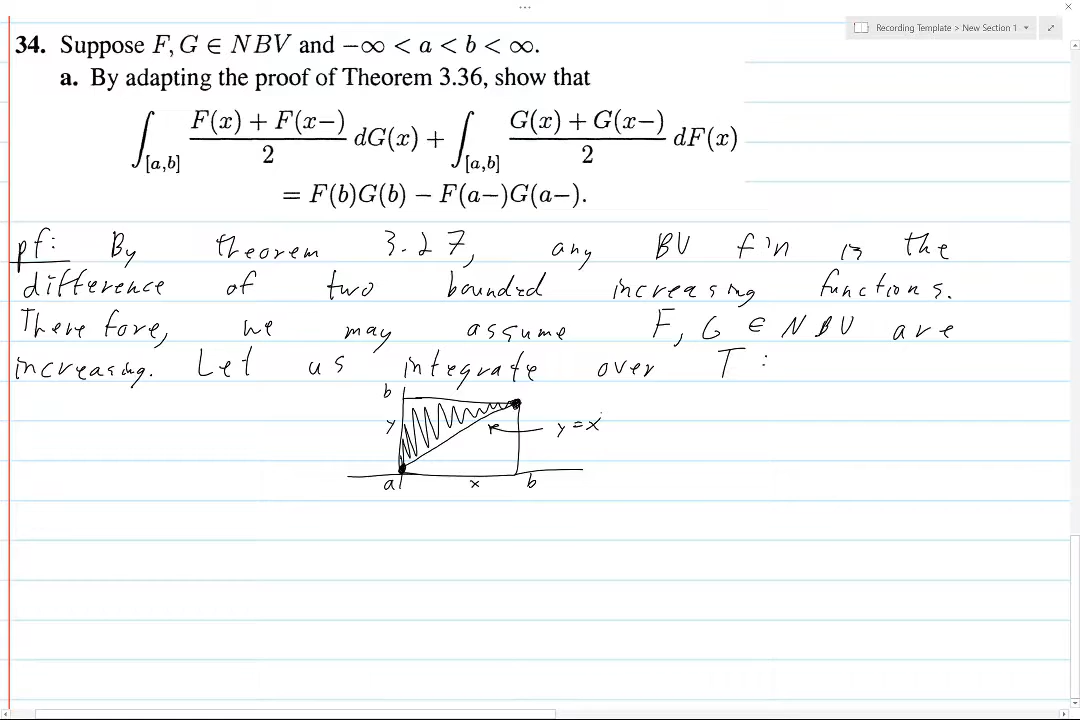 Recording Template > New Section 1
34. Suppose F, G ∈ NBV and −∞ < a < b < ∞.
a. By adapting the proof of Theorem 3.36, show that
∫_{[a,b]} (F(x) + F(x−))/2 dG(x) + ∫_{[a,b]} (G(x) + G(x−))/2 dF(x)
= F(b)G(b) − F(a−)G(a−).
pf: By theorem 3.27, any BV f'n is the
difference of two bounded increasing functions.
Therefore, we may assume F, G ∈ NBV are
increasing. Let us integrate over T:
b
y
y = x
a x b